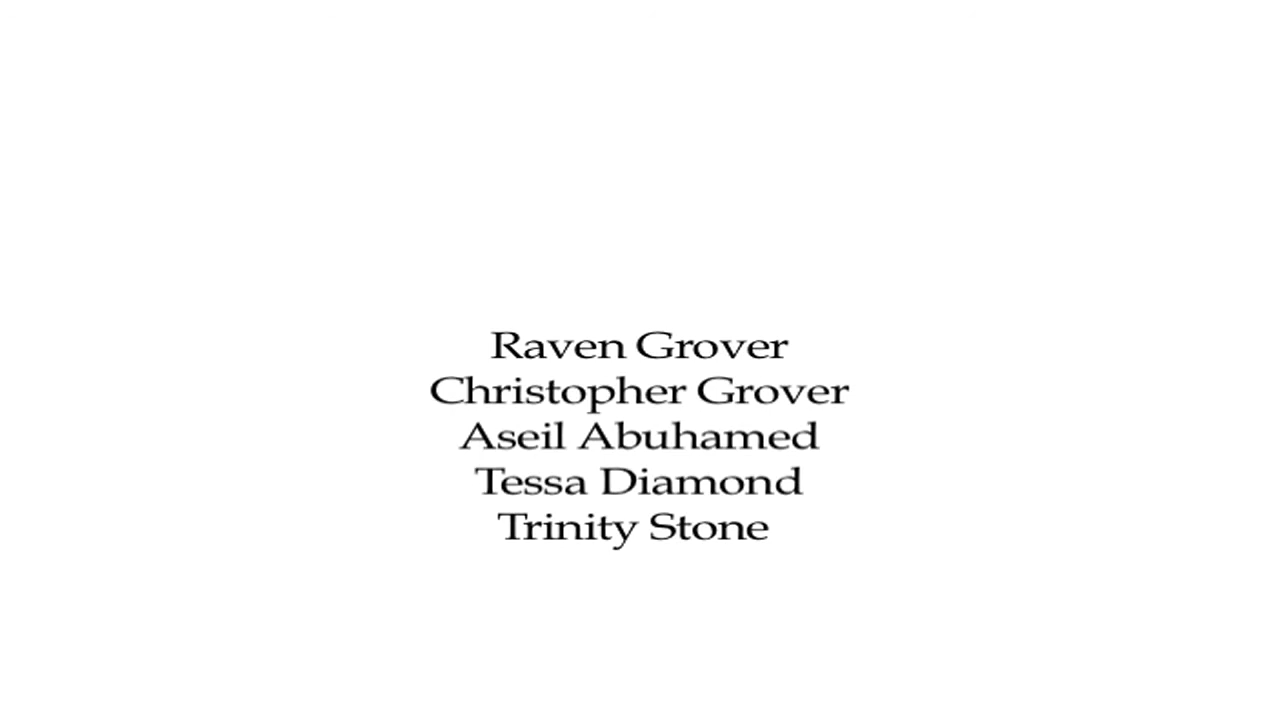 Raven Grover
Christopher Grover
Aseil Abuhamed
Tessa Diamond
Trinity Stone